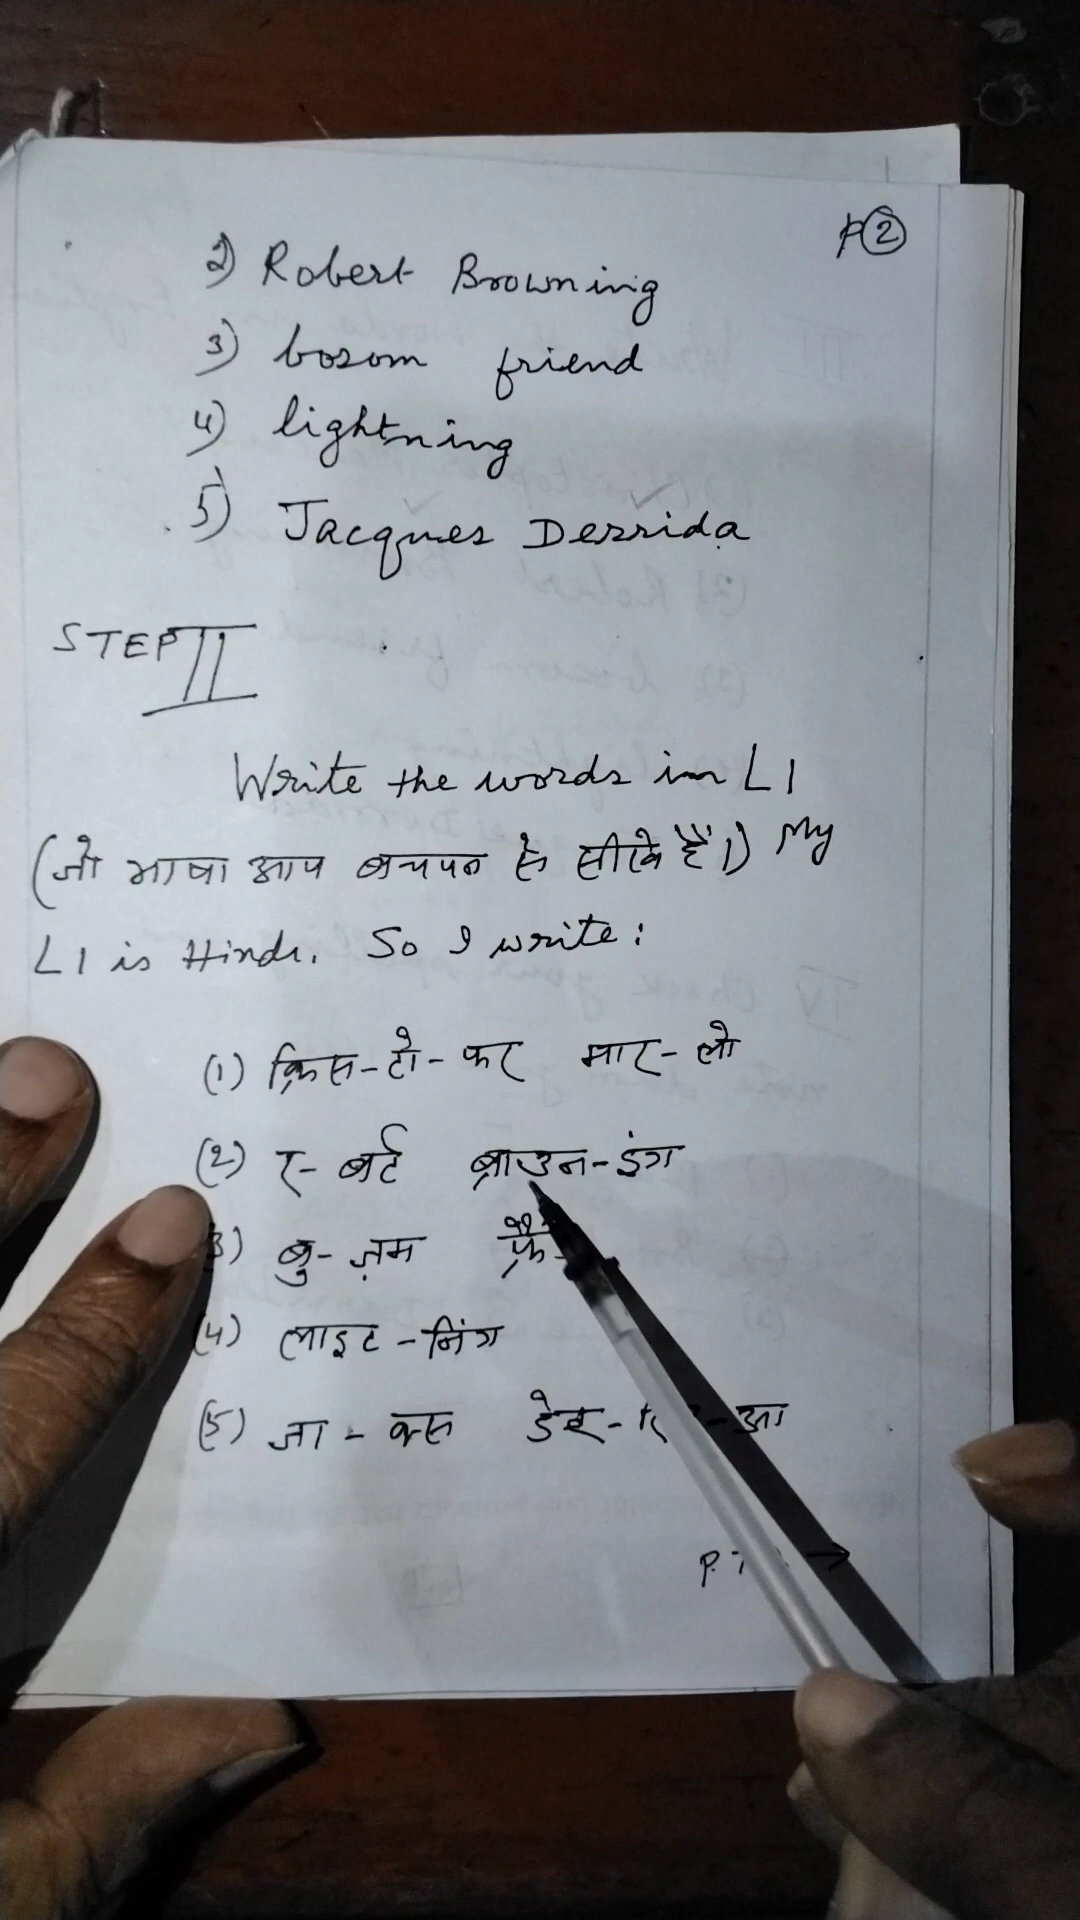 P②
2) Robert Browning
3) bosom friend
4) lightning
5) Jacques Derrida
STEP II
Write the words in L1
(जो भाषा आप बचपन से सीखे हैं।) My
L1 is Hindi. So I write:
(1) क्रिस-टो-फर मार-लो
(2) र-बर्ट ब्राउन-इंग
3) बु-ज़म
(4) लाइट-निंग
(5) जा-क्स